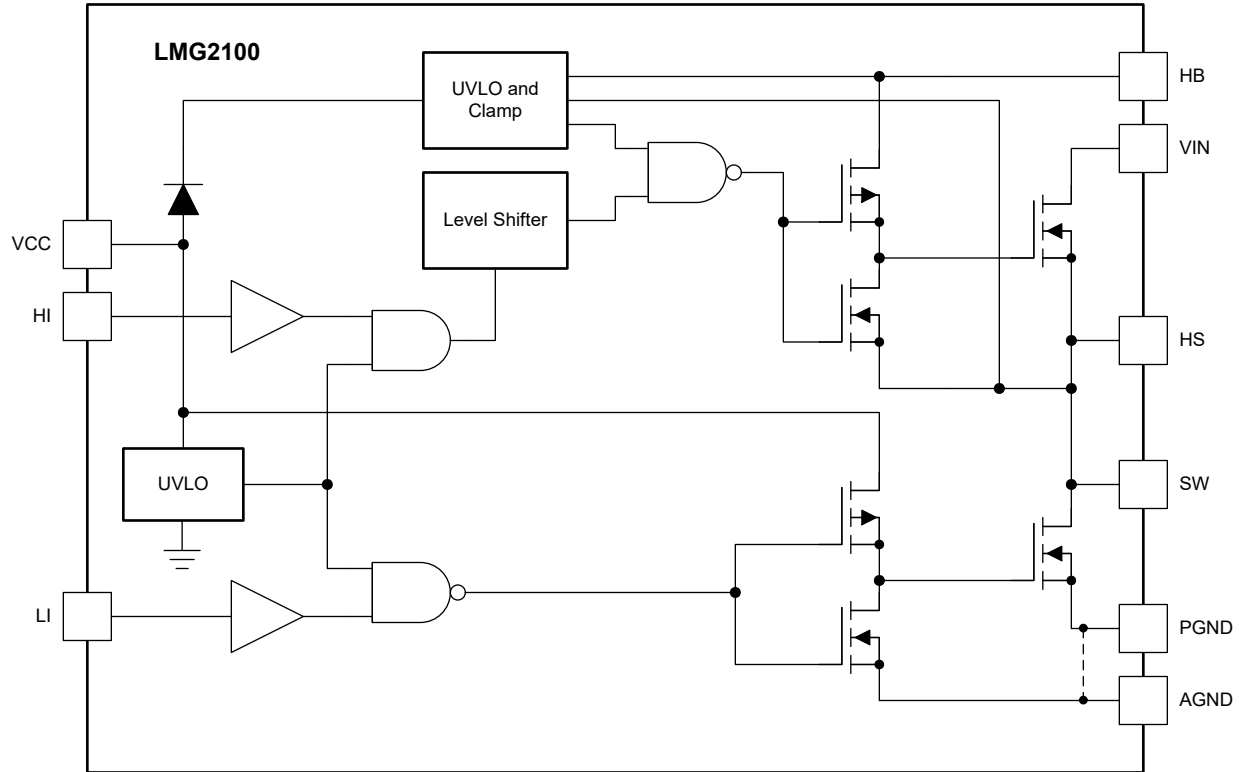 LMG2100
UVLO and
Clamp
HB
VIN
Level Shifter
VCC
HI
HS
UVLO
SW
LI
PGND
AGND